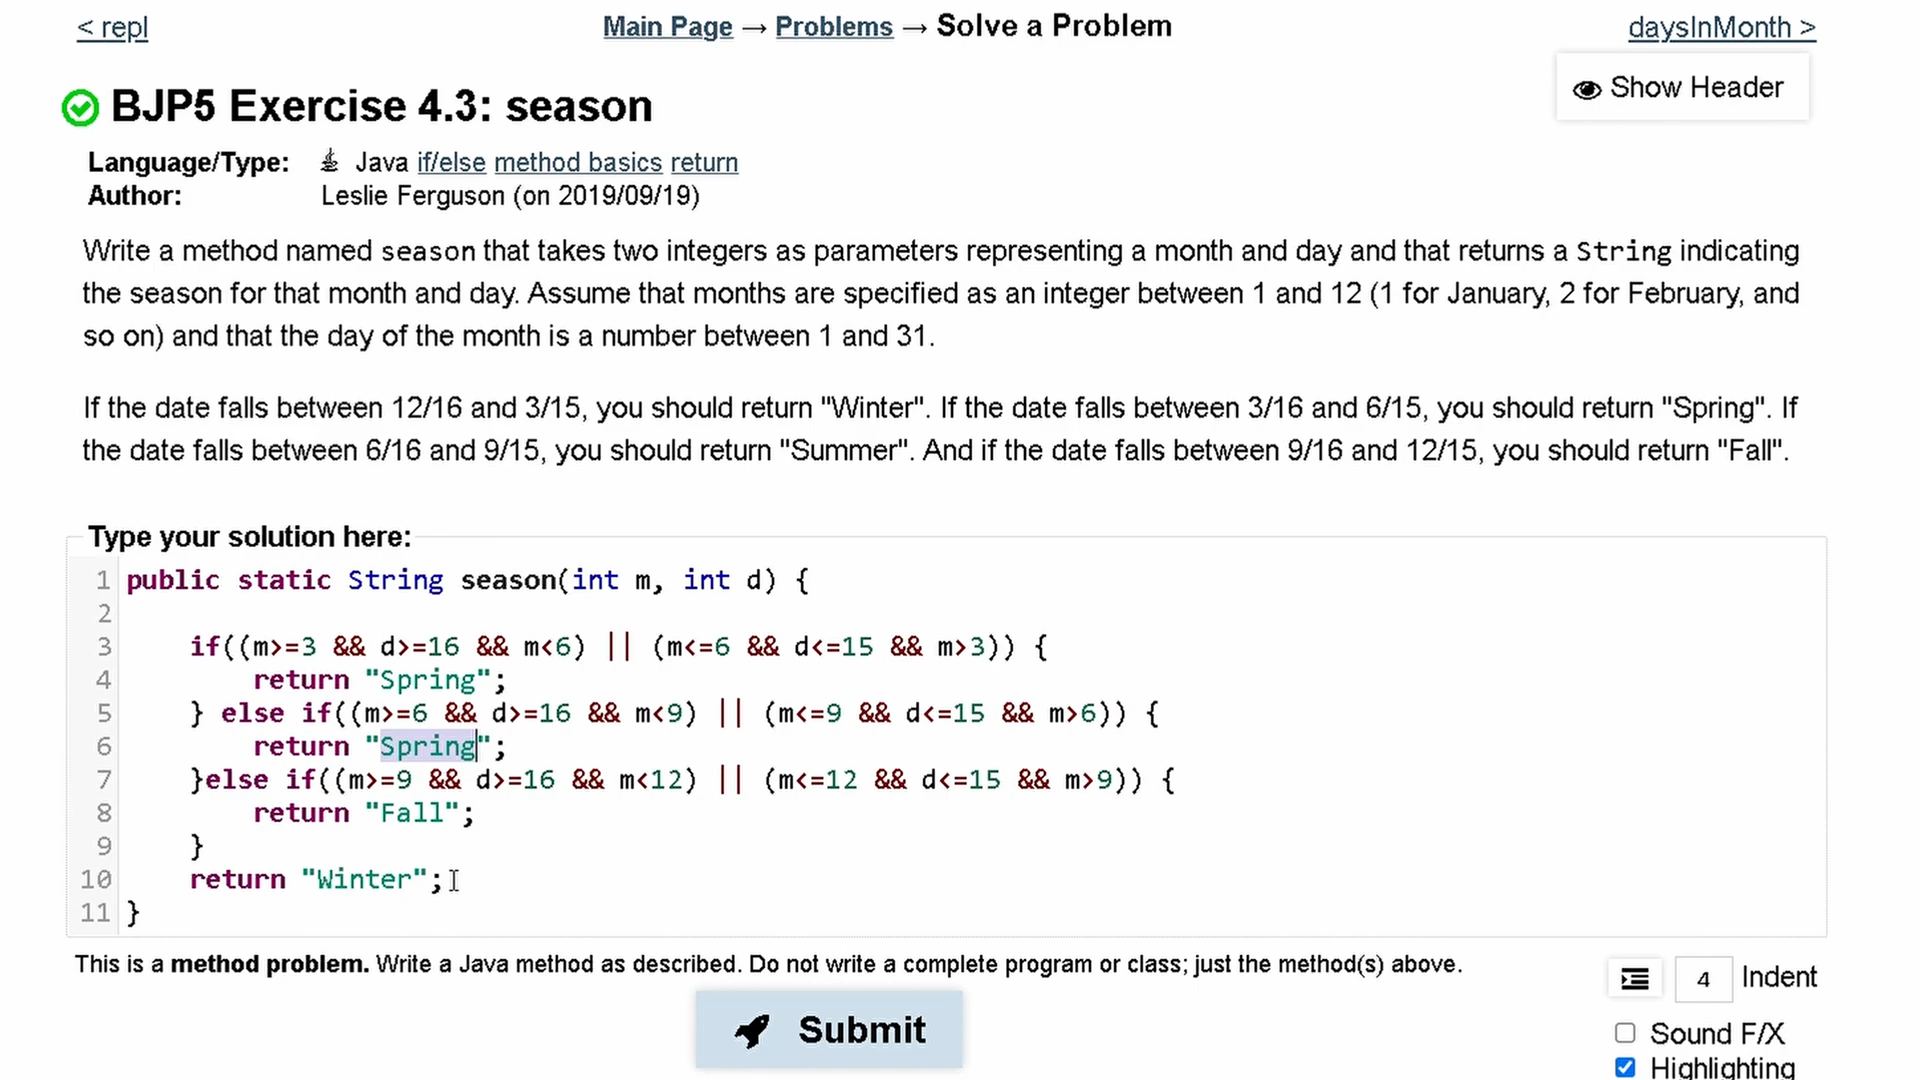 < repl
Main Page → Problems → Solve a Problem
daysInMonth >
Show Header
BJP5 Exercise 4.3: season
Language/Type: Java if/else method basics return
Author: Leslie Ferguson (on 2019/09/19)
Write a method named season that takes two integers as parameters representing a month and day and that returns a String indicating
the season for that month and day. Assume that months are specified as an integer between 1 and 12 (1 for January, 2 for February, and
so on) and that the day of the month is a number between 1 and 31.
If the date falls between 12/16 and 3/15, you should return "Winter". If the date falls between 3/16 and 6/15, you should return "Spring". If
the date falls between 6/16 and 9/15, you should return "Summer". And if the date falls between 9/16 and 12/15, you should return "Fall".
Type your solution here:
1 public static String season(int m, int d) {
2
3 if((m>=3 && d>=16 && m<6) || (m<=6 && d<=15 && m>3)) {
4 return "Spring";
5 } else if((m>=6 && d>=16 && m<9) || (m<=9 && d<=15 && m>6)) {
6 return "Spring";
7 }else if((m>=9 && d>=16 && m<12) || (m<=12 && d<=15 && m>9)) {
8 return "Fall";
9 }
10 return "Winter";
11 }
This is a method problem. Write a Java method as described. Do not write a complete program or class; just the method(s) above.
4 Indent
Submit
Sound F/X
Highlighting